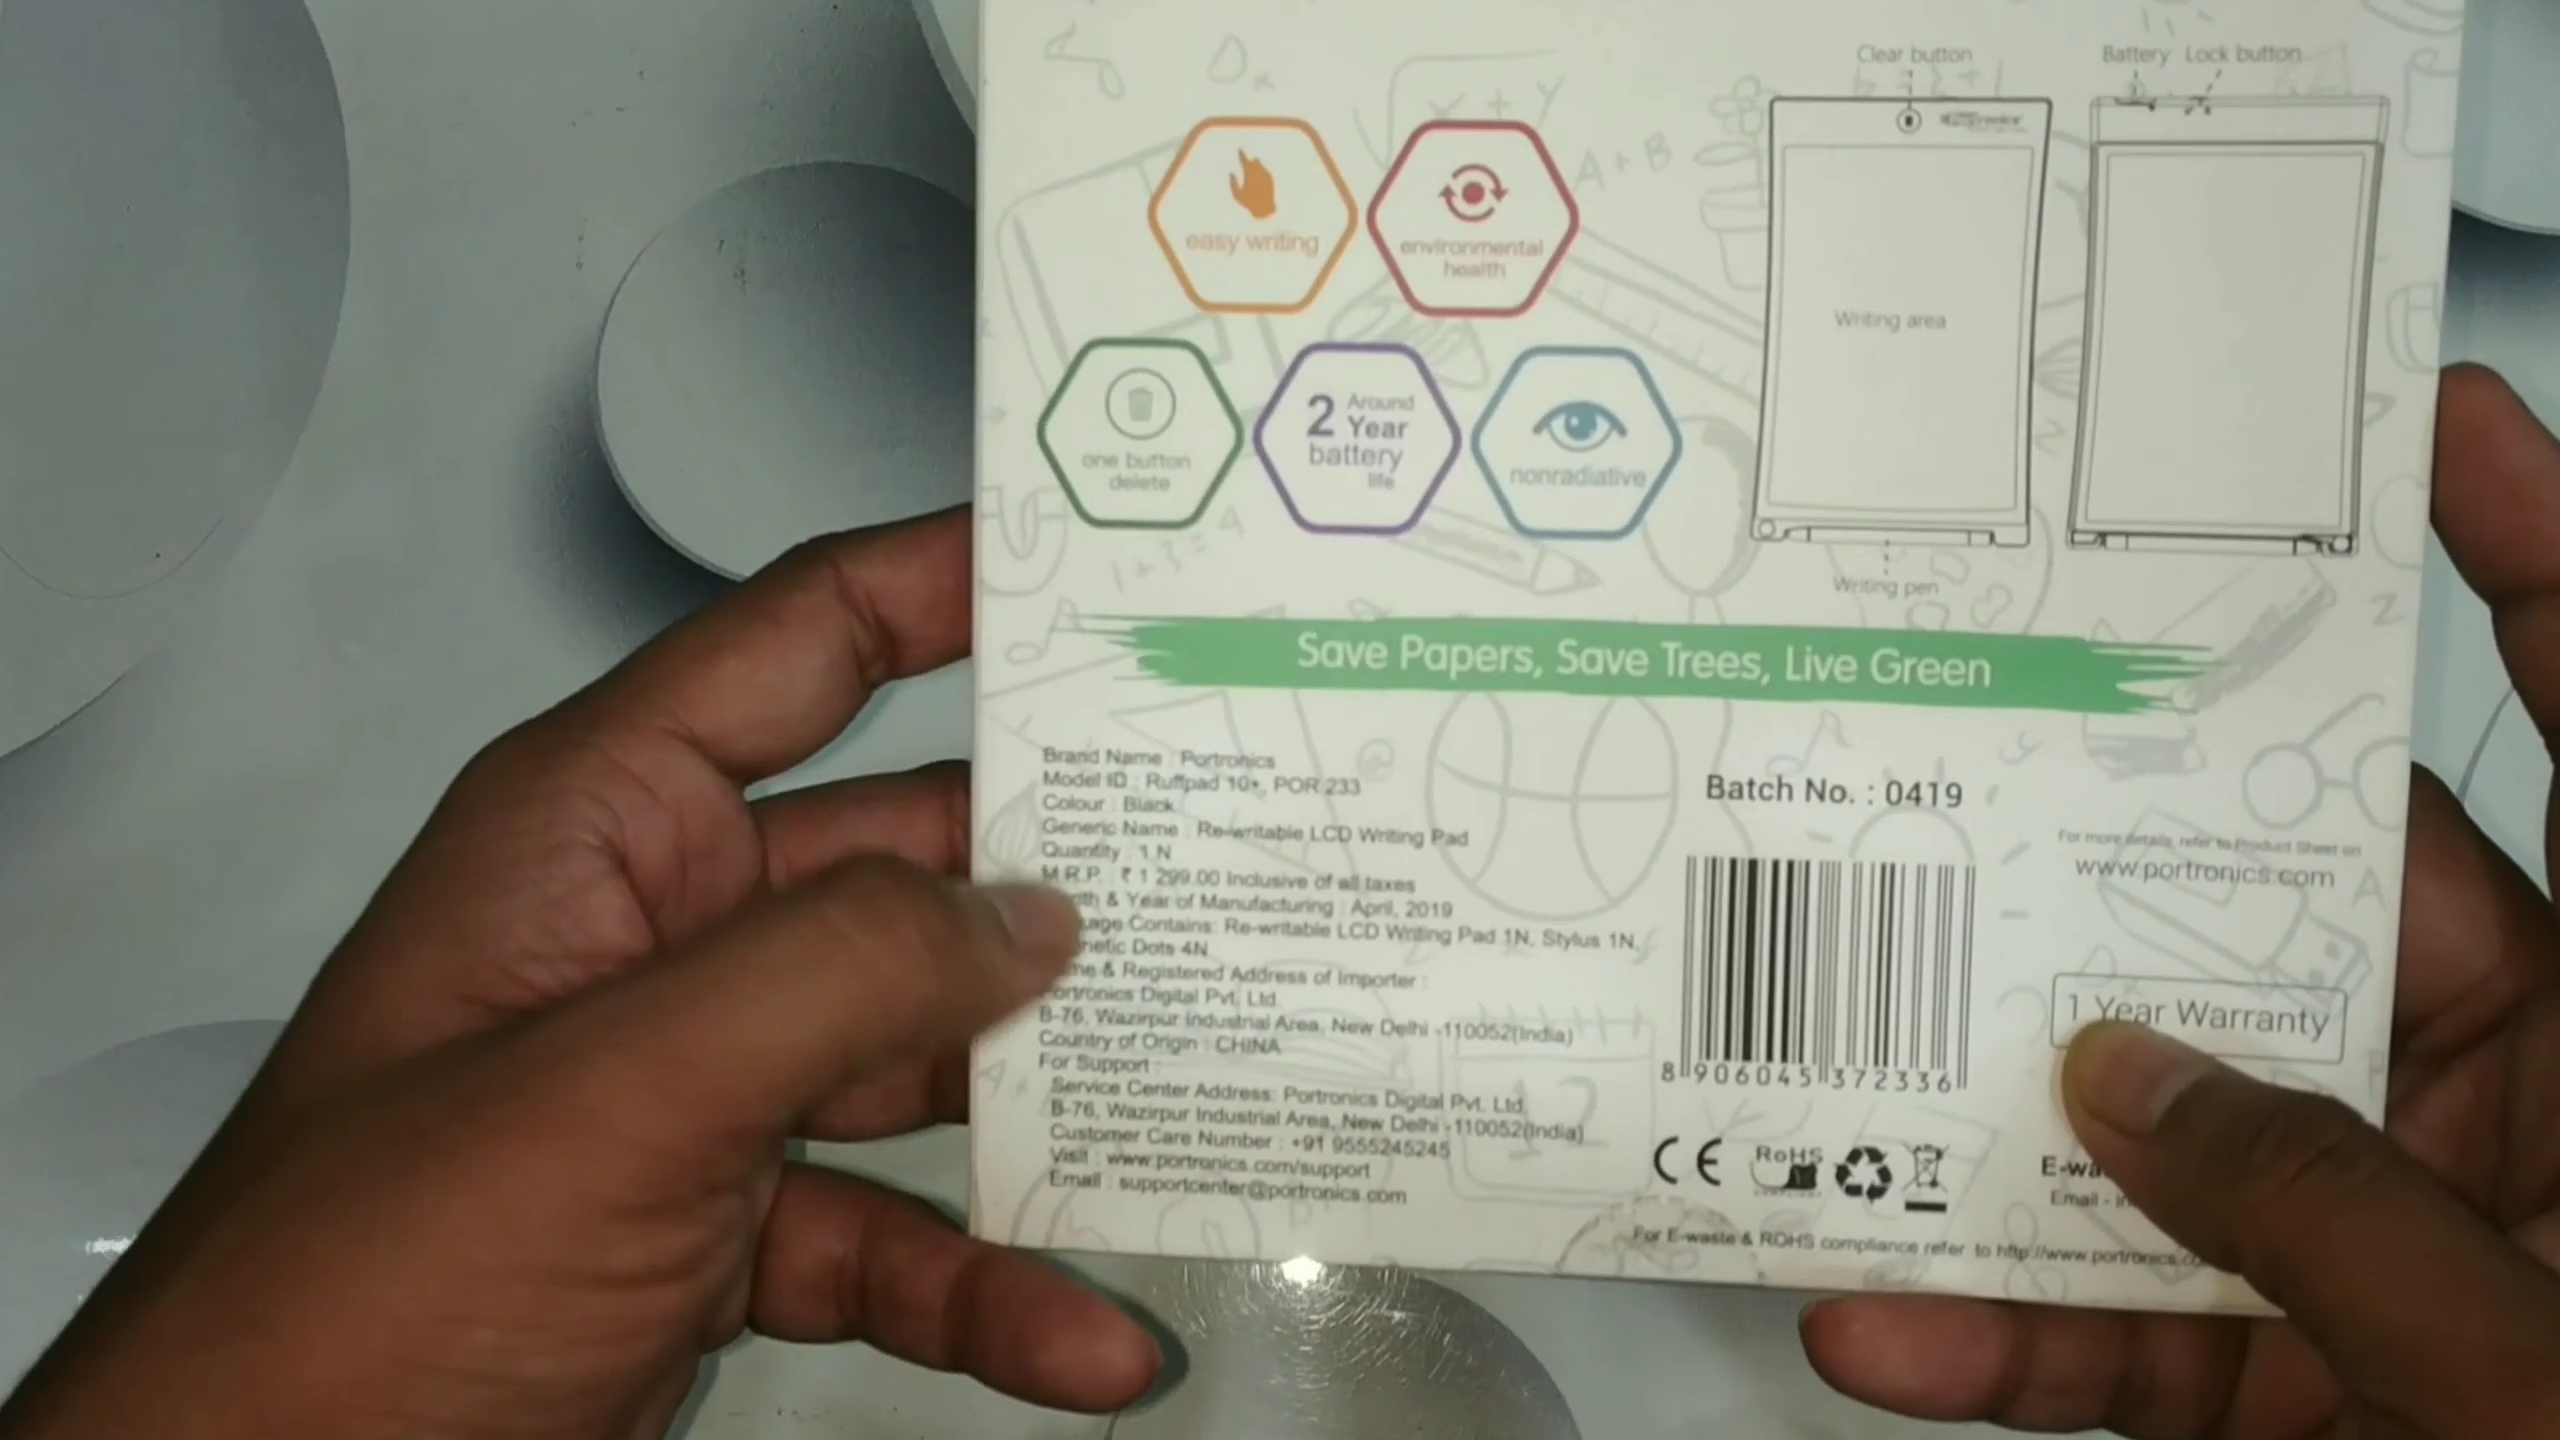 Clear button
Battery Lock button
easy writing
environmental
health
Writing area
one button
delete
2 Around
Year
battery
life
nonradiative
Writing pen
Save Papers, Save Trees, Live Green
Brand Name : Portronics
Model ID : Ruffpad 10+, POR 233
Colour : Black
Generic Name : Re-writable LCD Writing Pad
Quantity : 1 N
M.R.P. : ₹ 1 299.00 Inclusive of all taxes
& Year of Manufacturing : April, 2019
Contains: Re-writable LCD Writing Pad 1N, Stylus 1N,
Dots 4N
& Registered Address of Importer :
Portronics Digital Pvt. Ltd.
B-76, Wazirpur Industrial Area, New Delhi -110052(India)
Country of Origin : CHINA
For Support :
Service Center Address: Portronics Digital Pvt. Ltd.
B-76, Wazirpur Industrial Area, New Delhi -110052(India)
Customer Care Number : +91 9555245245
Visit : www.portronics.com/support
Email : supportcenter@portronics.com
Batch No. : 0419
8 906045 372336
For more details, refer to Product Sheet on
www.portronics.com
1 Year Warranty
CE RoHS
Email -
For E-waste & ROHS compliance refer to http://www.portronics.co
X + Y
A + B
1 + 3 = 4
12